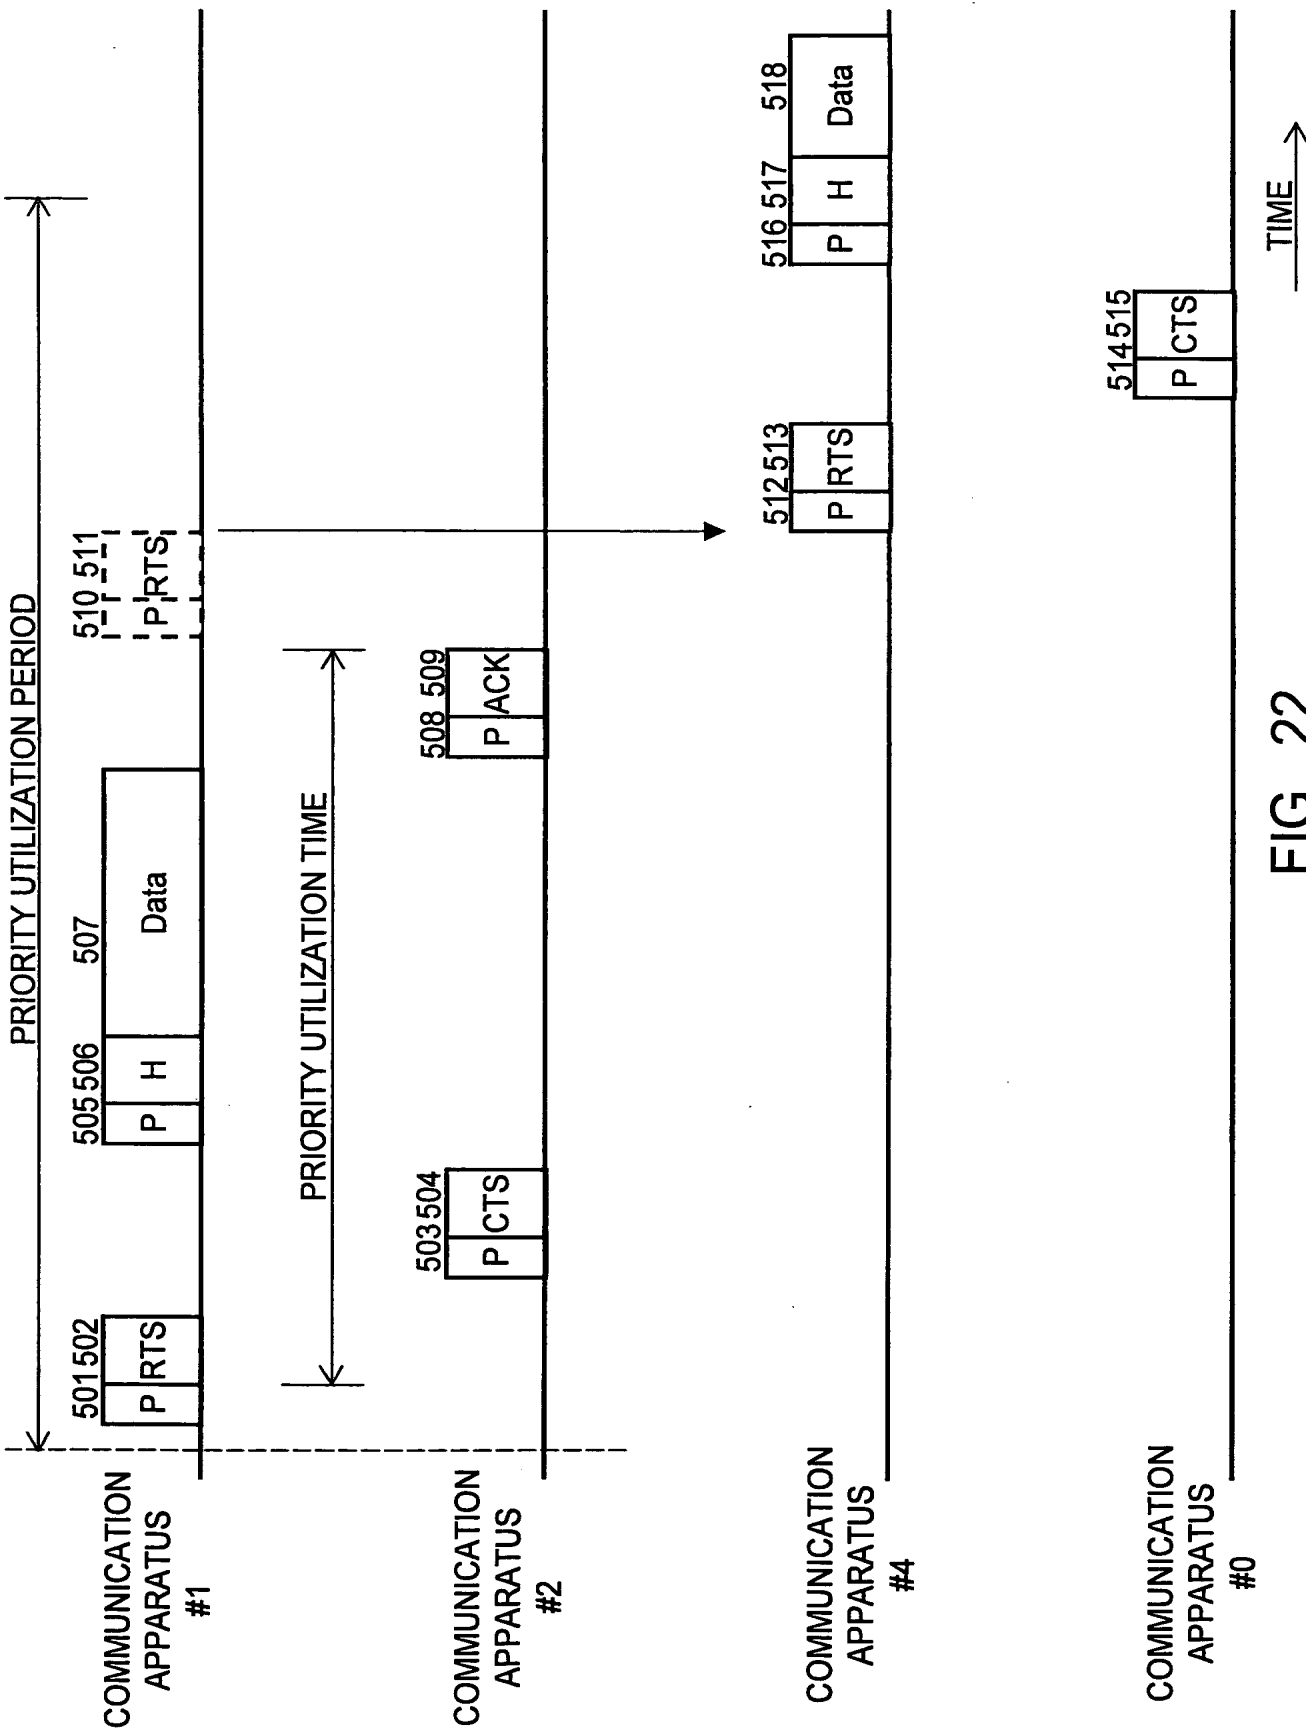 PRIORITY UTILIZATION PERIOD
COMMUNICATION
APPARATUS
#1
501 502 505 506 507 510 511
P RTS P H Data P RTS
PRIORITY UTILIZATION TIME
COMMUNICATION
APPARATUS
#2
503 504 508 509
P CTS P ACK
COMMUNICATION
APPARATUS
#4
512 513 516 517 518
P RTS P H Data
COMMUNICATION
APPARATUS
#0
514 515
P CTS
TIME
FIG 22